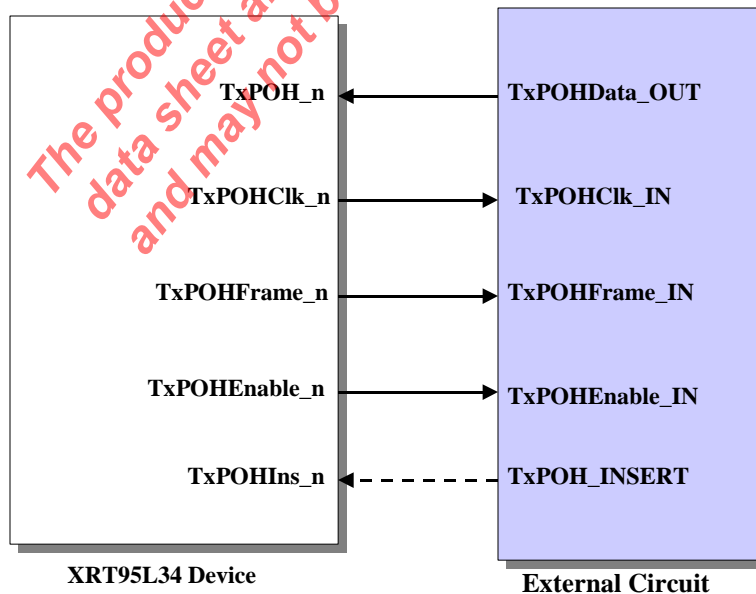 The produc
data sheet a
and may not b
TxPOH_n
TxPOHData_OUT
TxPOHClk_n
TxPOHClk_IN
TxPOHFrame_n
TxPOHFrame_IN
TxPOHEnable_n
TxPOHEnable_IN
TxPOHIns_n
TxPOH_INSERT
XRT95L34 Device
External Circuit